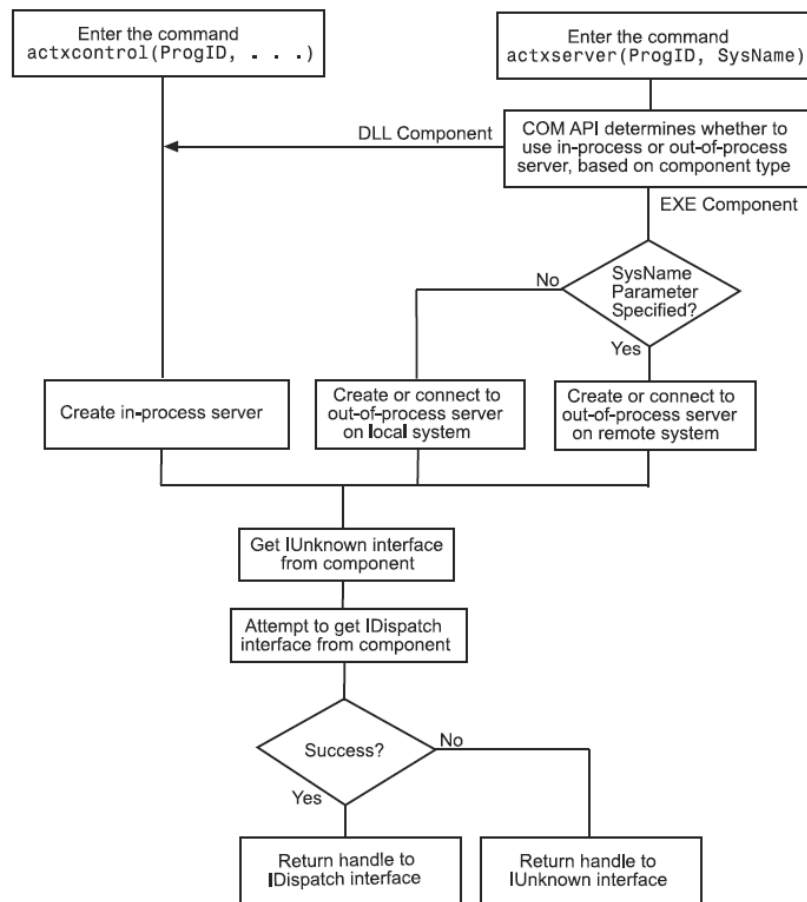 Enter the command
actxcontrol(ProgID, . . .)
Enter the command
actxserver(ProgID, SysName)
DLL Component
COM API determines whether to
use in-process or out-of-process
server, based on component type
EXE Component
SysName
Parameter
Specified?
No
Yes
Create in-process server
Create or connect to
out-of-process server
on local system
Create or connect to
out-of-process server
on remote system
Get IUnknown interface
from component
Attempt to get IDispatch
interface from component
Success?
No
Yes
Return handle to
IDispatch interface
Return handle to
IUnknown interface